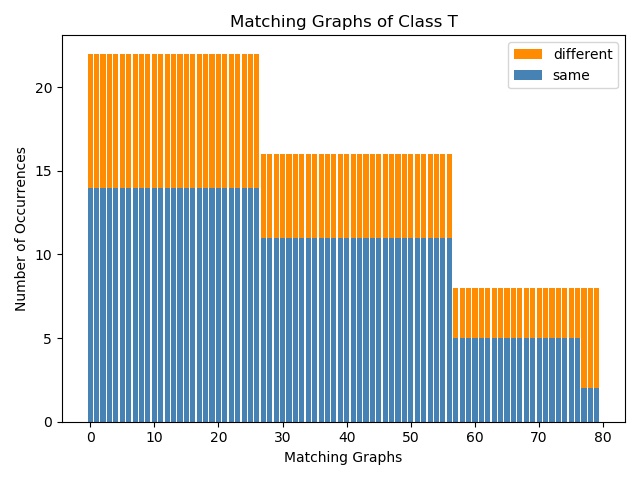 Matching Graphs of Class T
different
same
Number of Occurrences
20
15
10
5
0
0 10 20 30 40 50 60 70 80
Matching Graphs